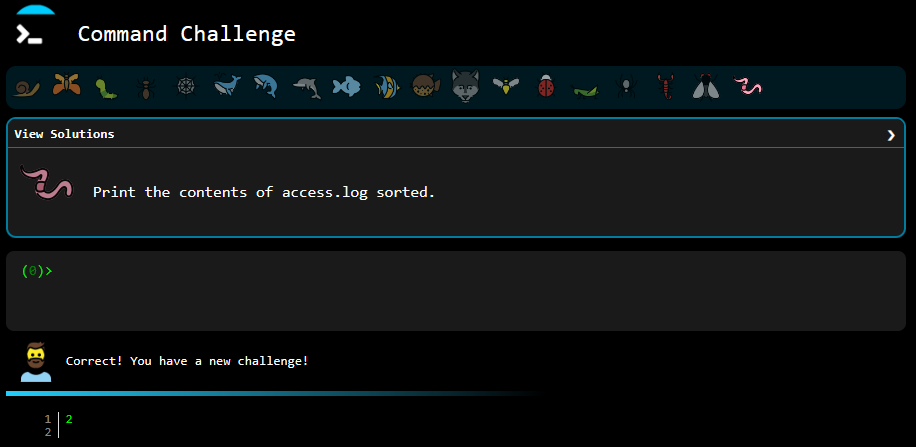 Command Challenge
View Solutions
Print the contents of access.log sorted.
(0)>
Correct! You have a new challenge!
1 2
2